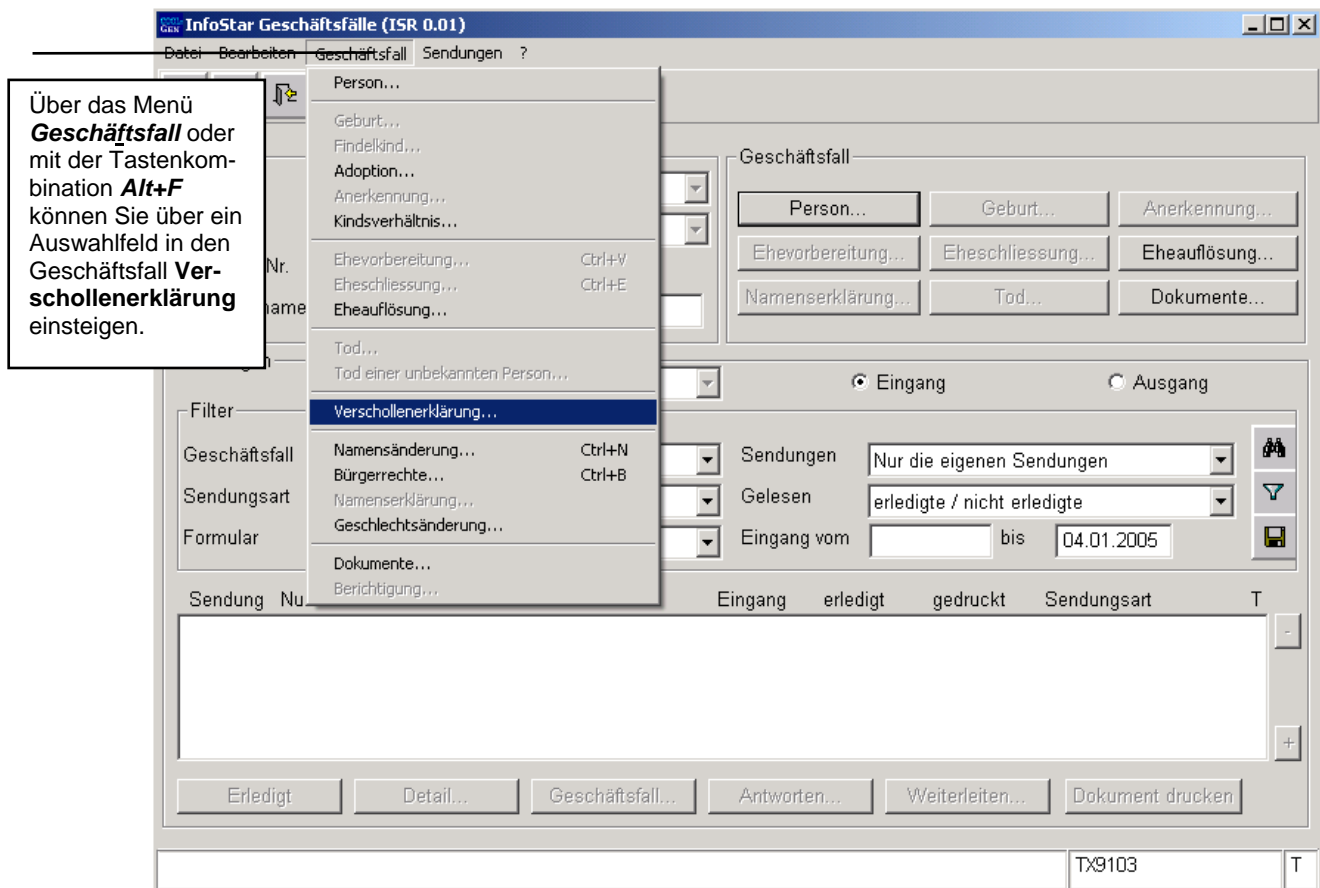 COOL:
GEN
InfoStar Geschäftsfälle (ISR 0.01)
Datei Bearbeiten Geschäftsfall Sendungen ?
Über das Menü
Geschäftsfall oder
mit der Tastenkom-
bination Alt+F
können Sie über ein
Auswahlfeld in den
Geschäftsfall Ver-
schollenerklärung
einsteigen.
Person...
Geburt...
Findelkind...
Adoption...
Anerkennung...
Kindsverhältnis...
Ehevorbereitung... Ctrl+V
Eheschliessung... Ctrl+E
Eheauflösung...
Tod...
Tod einer unbekannten Person...
Verschollenerklärung...
Namensänderung... Ctrl+N
Bürgerrechte... Ctrl+B
Namenserklärung...
Geschlechtsänderung...
Dokumente...
Berichtigung...
Nr.
ame
Geschäftsfall
Person... Geburt... Anerkennung...
Ehevorbereitung... Eheschliessung... Eheauflösung...
Namenserklärung... Tod... Dokumente...
Eingang Ausgang
Filter
Geschäftsfall Sendungen Nur die eigenen Sendungen
Sendungsart Gelesen erledigte / nicht erledigte
Formular Eingang vom bis 04.01.2005
Sendung Nu Eingang erledigt gedruckt Sendungsart T
-
+
Erledigt Detail... Geschäftsfall... Antworten... Weiterleiten... Dokument drucken
TX9103 T